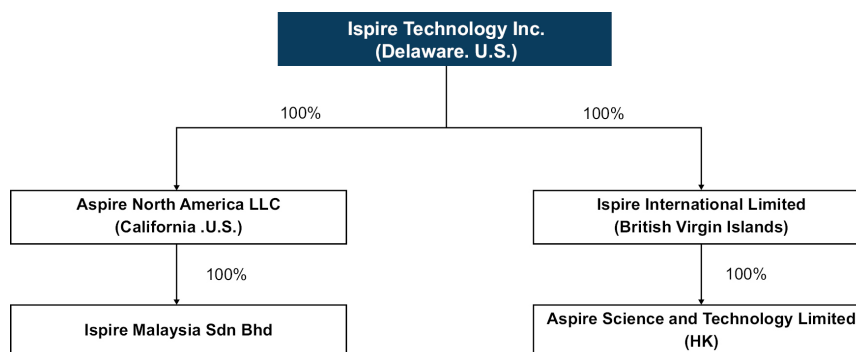 Ispire Technology Inc.
(Delaware. U.S.)
100%
100%
Aspire North America LLC
(California .U.S.)
Ispire International Limited
(British Virgin Islands)
100%
100%
Ispire Malaysia Sdn Bhd
Aspire Science and Technology Limited
(HK)